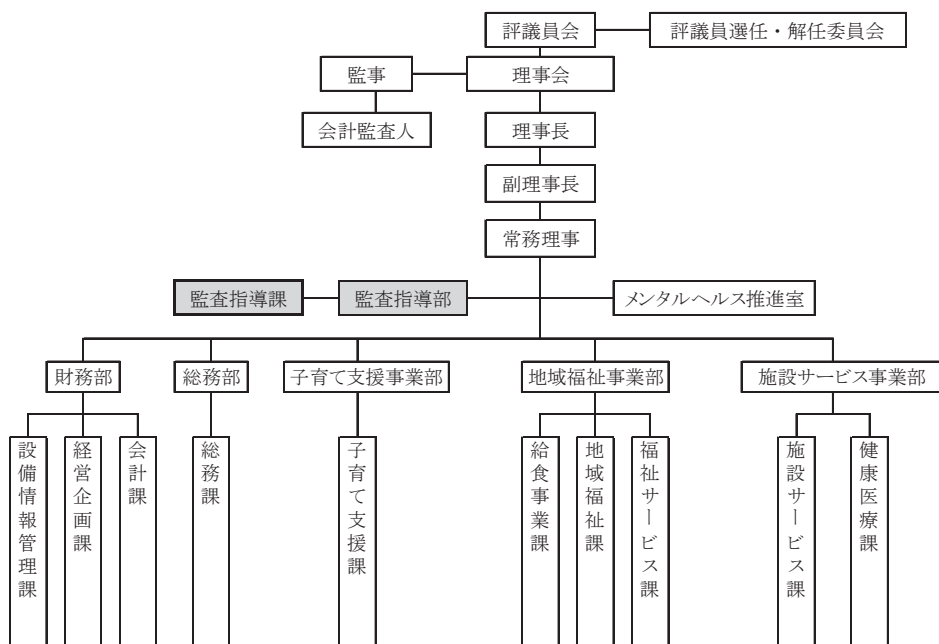 評議員会
評議員選任・解任委員会
監事
理事会
会計監査人
理事長
副理事長
常務理事
監査指導課
監査指導部
メンタルヘルス推進室
財務部
総務部
子育て支援事業部
地域福祉事業部
施設サービス事業部
設備情報管理課
経営企画課
会計課
総務課
子育て支援課
給食事業課
地域福祉課
福祉サービス課
施設サービス課
健康医療課